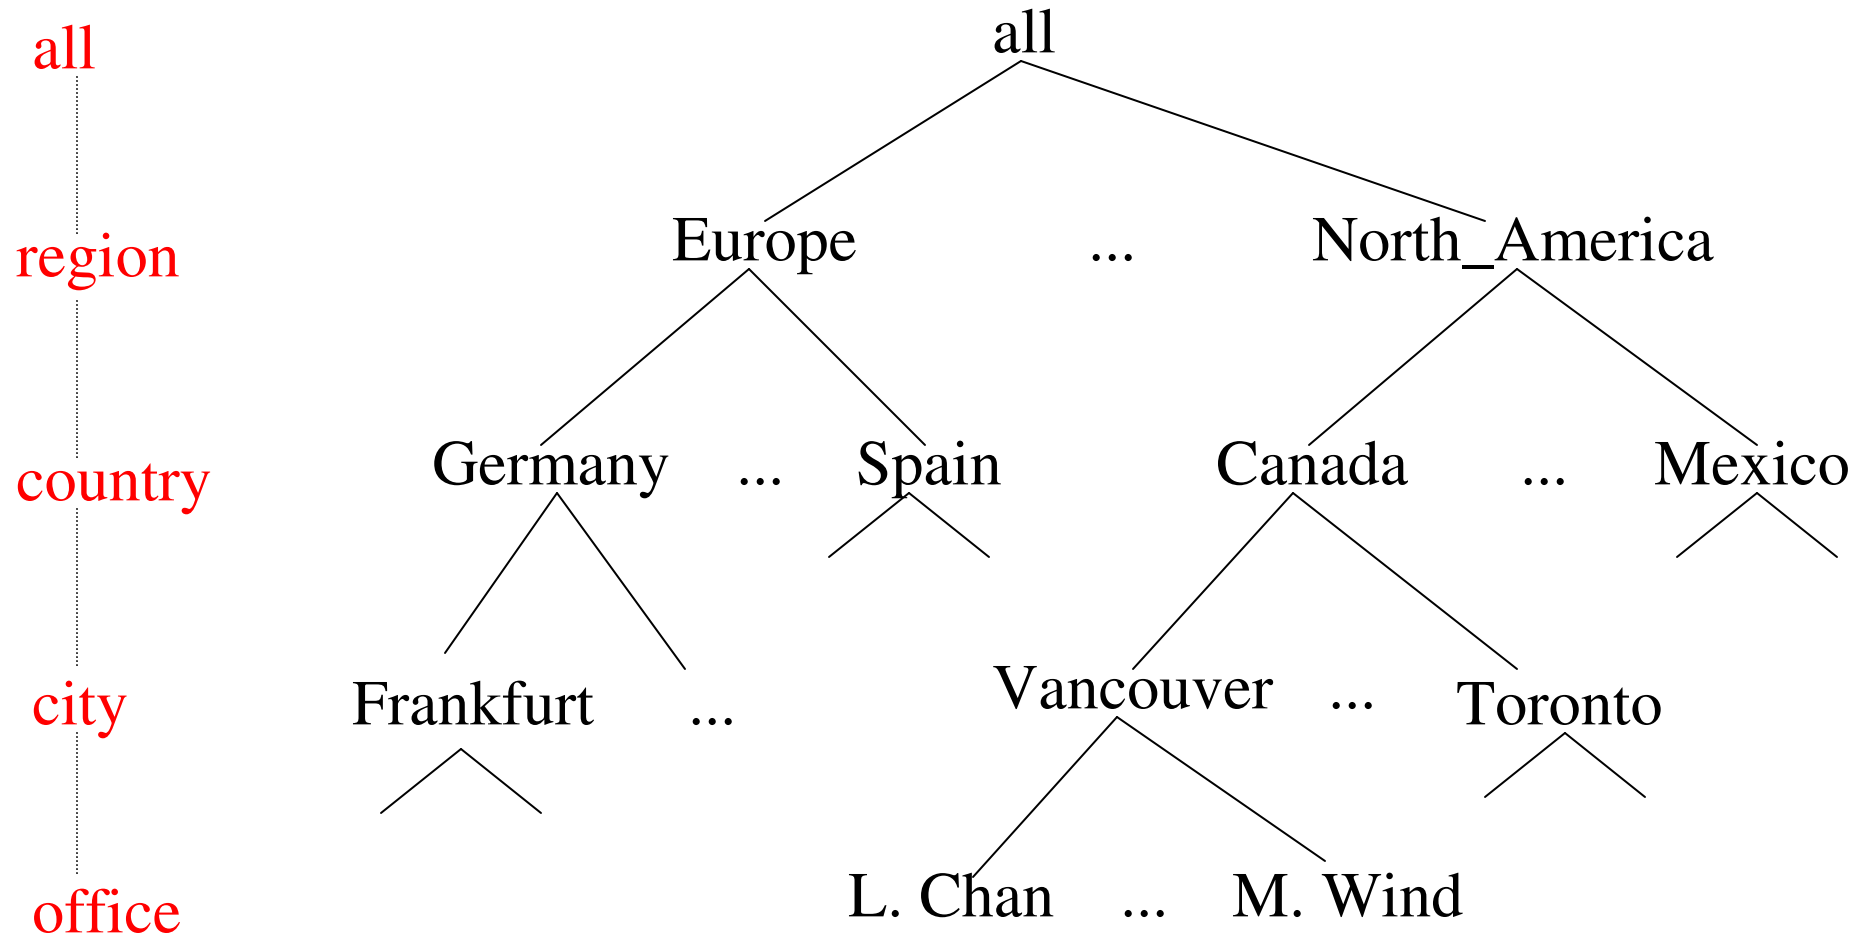 all all
region Europe ... North_America
country Germany ... Spain Canada ... Mexico
city Frankfurt ... Vancouver ... Toronto
office L. Chan ... M. Wind